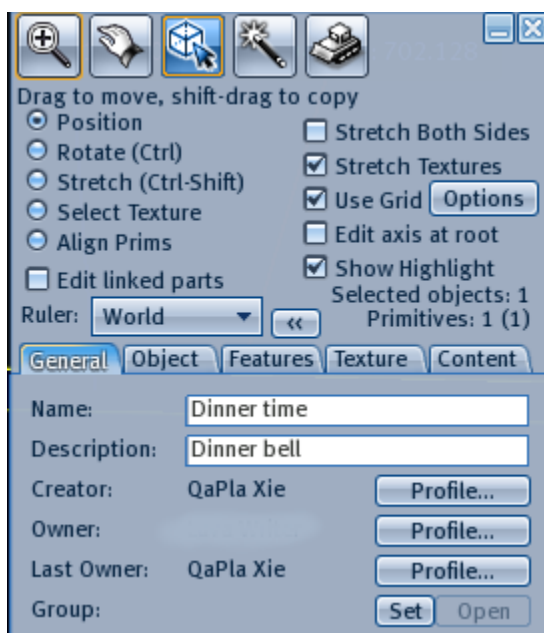 Drag to move, shift-drag to copy
Position
Rotate (Ctrl)
Stretch (Ctrl-Shift)
Select Texture
Align Prims
Edit linked parts
Stretch Both Sides
Stretch Textures
Use Grid Options
Edit axis at root
Show Highlight
Selected objects: 1
Primitives: 1 (1)
Ruler: World «
General Object Features Texture Content
Name: Dinner time
Description: Dinner bell
Creator: QaPla Xie Profile...
Owner: Profile...
Last Owner: QaPla Xie Profile...
Group: Set Open